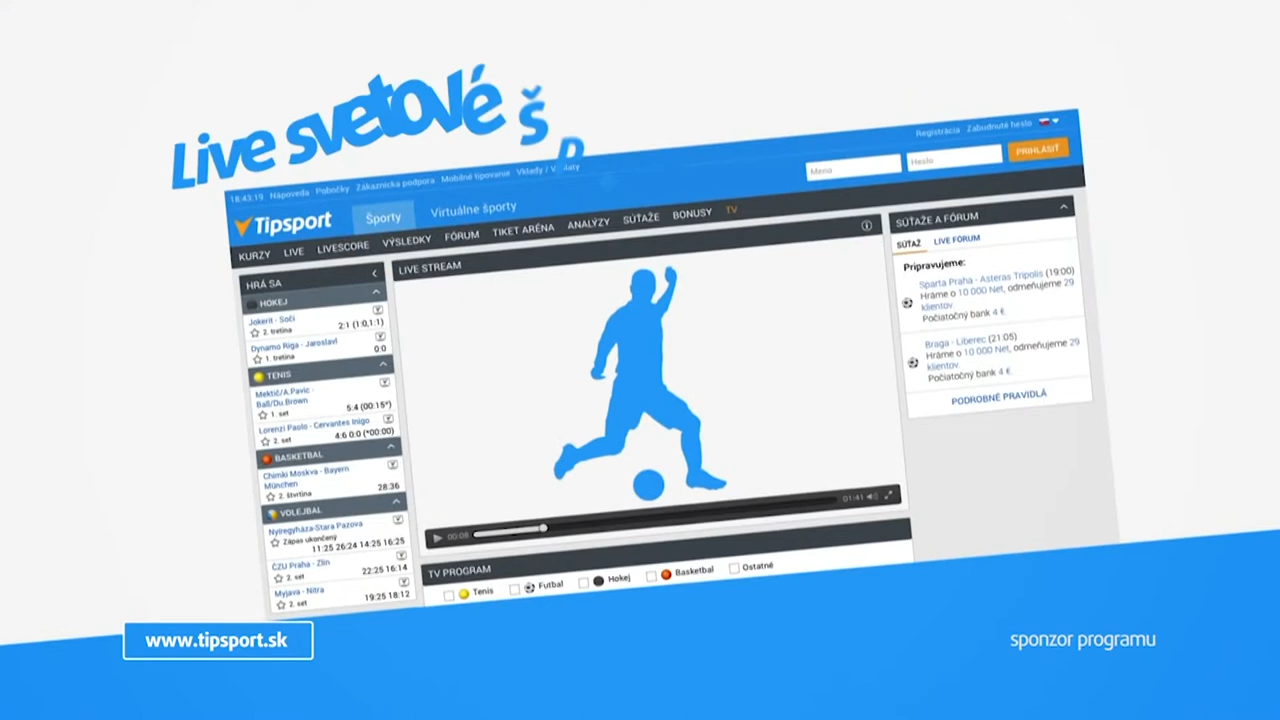 Live svetové š
p
Registrácia Zabudnuté heslo
18:43:19 Nápoveda Pobočky Zákaznícka podpora Mobilné tipovanie Vklady / V
Meno
Heslo
PRIHLÁSIŤ
Tipsport
Športy
Virtuálne športy
KURZY LIVE LIVESCORE VÝSLEDKY FÓRUM TIKET ARÉNA ANALÝZY SÚŤAŽE BONUSY TV
HRÁ SA
HOKEJ
Jokerit - Soči
2. tretina 2:1 (1:0,1:1)
Dynamo Riga - Jaroslavľ
1. tretina 0:0
TENIS
Mektič/A.Pavic -
Ball/Du.Brown
1. set 5:4 (00:15*)
Lorenzi Paolo - Cervantes Inigo
2. set 4:6 0:0 (*00:00)
BASKETBAL
Chimki Moskva - Bayern
München
2. štvrtina 28:36
VOLEJBAL
Nyíregyháza-Stara Pazova
Zápas ukončený
11:25 26:24 14:25 16:25
ČZU Praha - Zlín
2. set 22:25 16:14
Myjava - Nitra
2. set 19:25 18:12
LIVE STREAM
00:08
01:41
TV PROGRAM
Tenis Futbal Hokej Basketbal Ostatné
SÚŤAŽE A FÓRUM
SÚŤAŽ LIVE FÓRUM
Pripravujeme:
Sparta Praha - Asteras Tripolis (19:00)
Hráme o 10 000 Net, odmeňujeme 29
klientov.
Počiatočný bank 4 €.
Braga - Liberec (21:05)
Hráme o 10 000 Net, odmeňujeme 29
klientov.
Počiatočný bank 4 €.
PODROBNÉ PRAVIDLÁ
www.tipsport.sk
sponzor programu